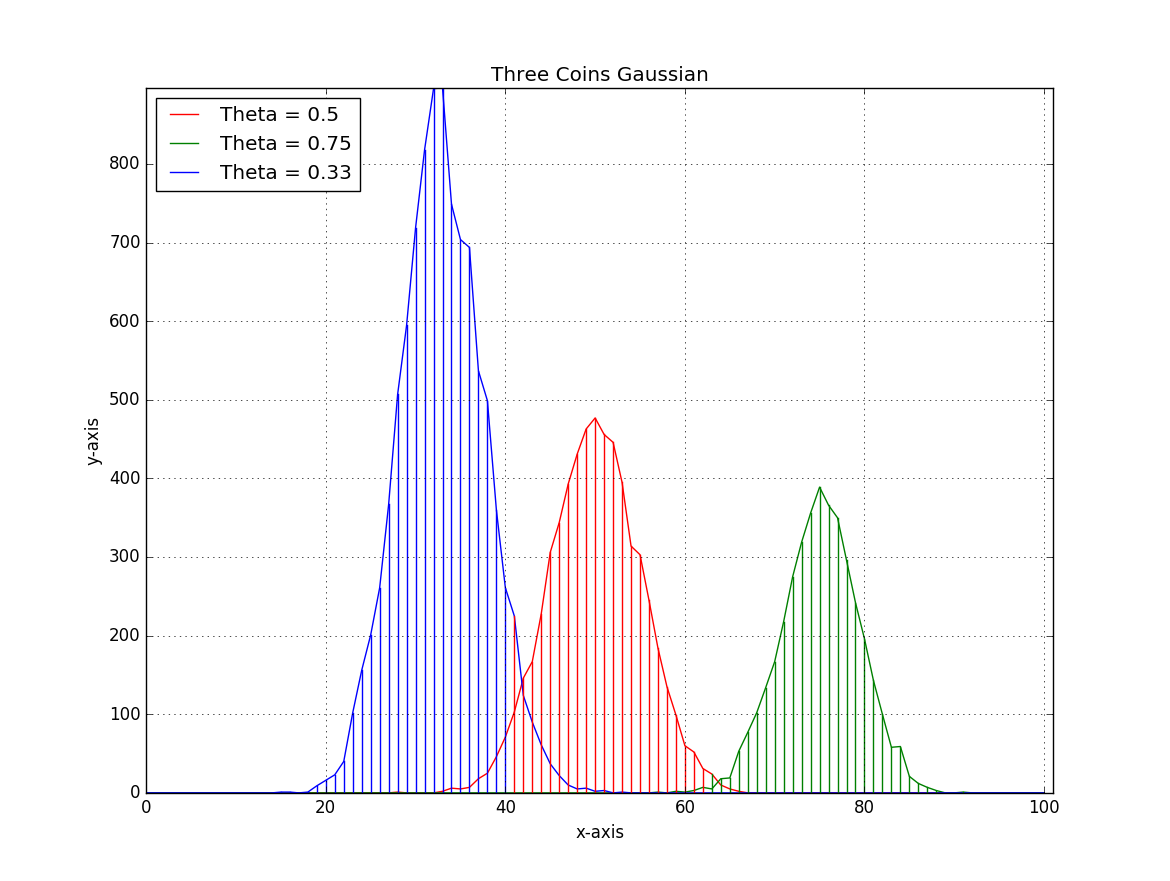 Three Coins Gaussian
Theta = 0.5
Theta = 0.75
Theta = 0.33
800
700
600
500
400
300
200
100
0
y-axis
0 20 40 60 80 100
x-axis